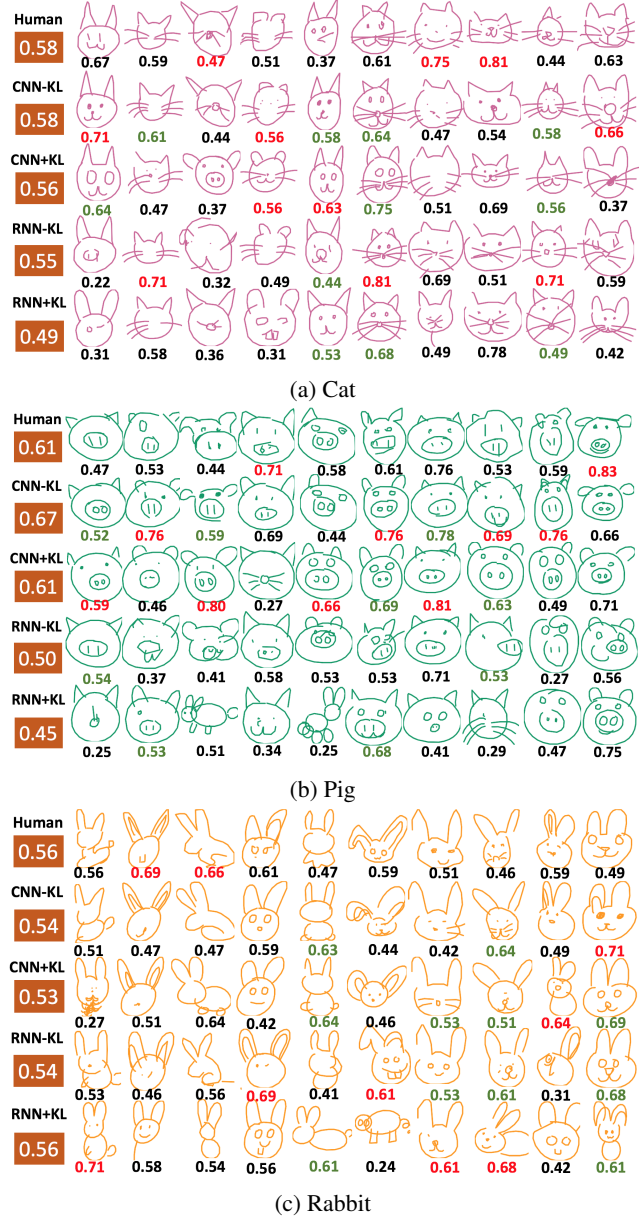 Human
0.58
0.67 0.59 0.47 0.51 0.37 0.61 0.75 0.81 0.44 0.63
CNN-KL
0.58
0.71 0.61 0.44 0.56 0.58 0.64 0.47 0.54 0.58 0.66
CNN+KL
0.56
0.64 0.47 0.37 0.56 0.63 0.75 0.51 0.69 0.56 0.37
RNN-KL
0.55
0.22 0.71 0.32 0.49 0.44 0.81 0.69 0.51 0.71 0.59
RNN+KL
0.49
0.31 0.58 0.36 0.31 0.53 0.68 0.49 0.78 0.49 0.42
(a) Cat
Human
0.61
0.47 0.53 0.44 0.71 0.58 0.61 0.76 0.53 0.59 0.83
CNN-KL
0.67
0.52 0.76 0.59 0.69 0.44 0.76 0.78 0.69 0.76 0.66
CNN+KL
0.61
0.59 0.46 0.80 0.27 0.66 0.69 0.81 0.63 0.49 0.71
RNN-KL
0.50
0.54 0.37 0.41 0.58 0.53 0.53 0.71 0.53 0.27 0.56
RNN+KL
0.45
0.25 0.53 0.51 0.34 0.25 0.68 0.41 0.29 0.47 0.75
(b) Pig
Human
0.56
0.56 0.69 0.66 0.61 0.47 0.59 0.51 0.46 0.59 0.49
CNN-KL
0.54
0.51 0.47 0.47 0.59 0.63 0.44 0.42 0.64 0.49 0.71
CNN+KL
0.53
0.27 0.51 0.64 0.42 0.64 0.46 0.53 0.51 0.64 0.69
RNN-KL
0.54
0.53 0.46 0.56 0.69 0.41 0.61 0.53 0.61 0.31 0.68
RNN+KL
0.56
0.71 0.58 0.54 0.56 0.61 0.24 0.61 0.68 0.42 0.61
(c) Rabbit